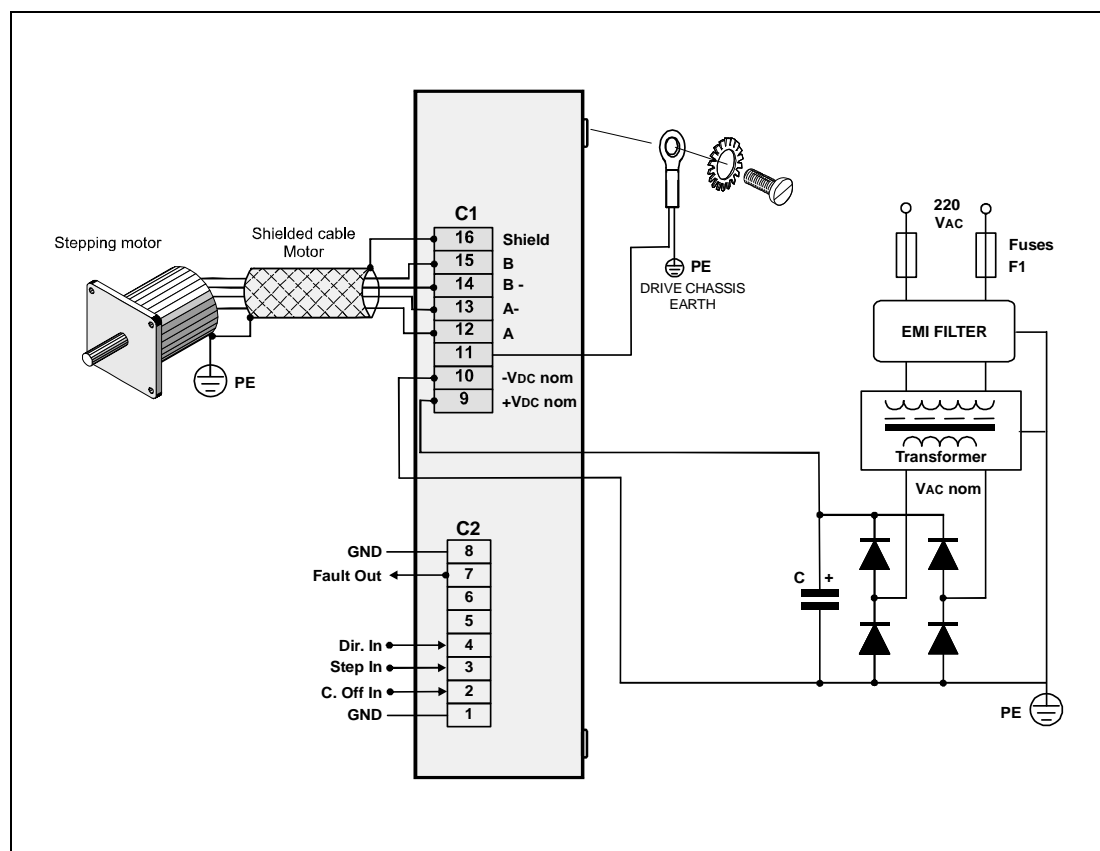 Stepping motor
Shielded cable
Motor
PE
C1
16 Shield
15 B
14 B -
13 A-
12 A
11
10 -VDC nom
9 +VDC nom
PE
DRIVE CHASSIS
EARTH
220
VAC
Fuses
F1
EMI FILTER
Transformer
VAC nom
C +
PE
C2
GND 8
Fault Out 7
6
5
Dir. In 4
Step In 3
C. Off In 2
GND 1